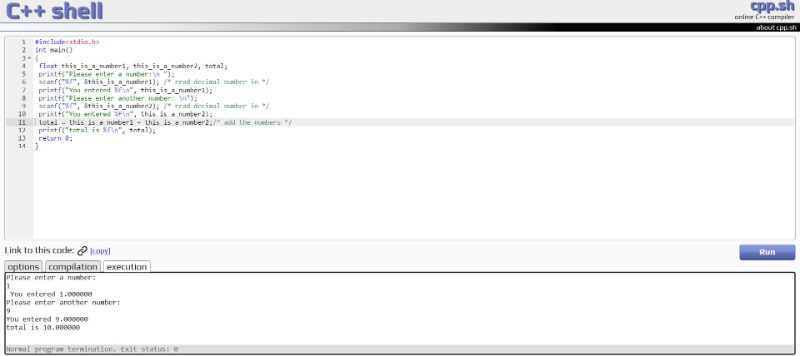 C++ shell
cpp.sh
online C++ compiler
about cpp.sh
1 #include<stdio.h>
2 int main()
3 {
4 float this_is_a_number1, this_is_a_number2, total;
5 printf("Please enter a number:\n ");
6 scanf("%f", &this_is_a_number1); /* read decimal number in */
7 printf("You entered %f\n", this_is_a_number1);
8 printf("Please enter another number: \n");
9 scanf("%f", &this_is_a_number2); /* read decimal number in */
10 printf("You entered %f\n", this_is_a_number2);
11 total = this_is_a_number1 + this_is_a_number2;/* add the numbers */
12 printf("total is %f\n", total);
13 return 0;
14 }
Link to this code: [copy]
Run
options compilation execution
Please enter a number:
1
You entered 1.000000
Please enter another number:
9
You entered 9.000000
total is 10.000000
Normal program termination. Exit status: 0